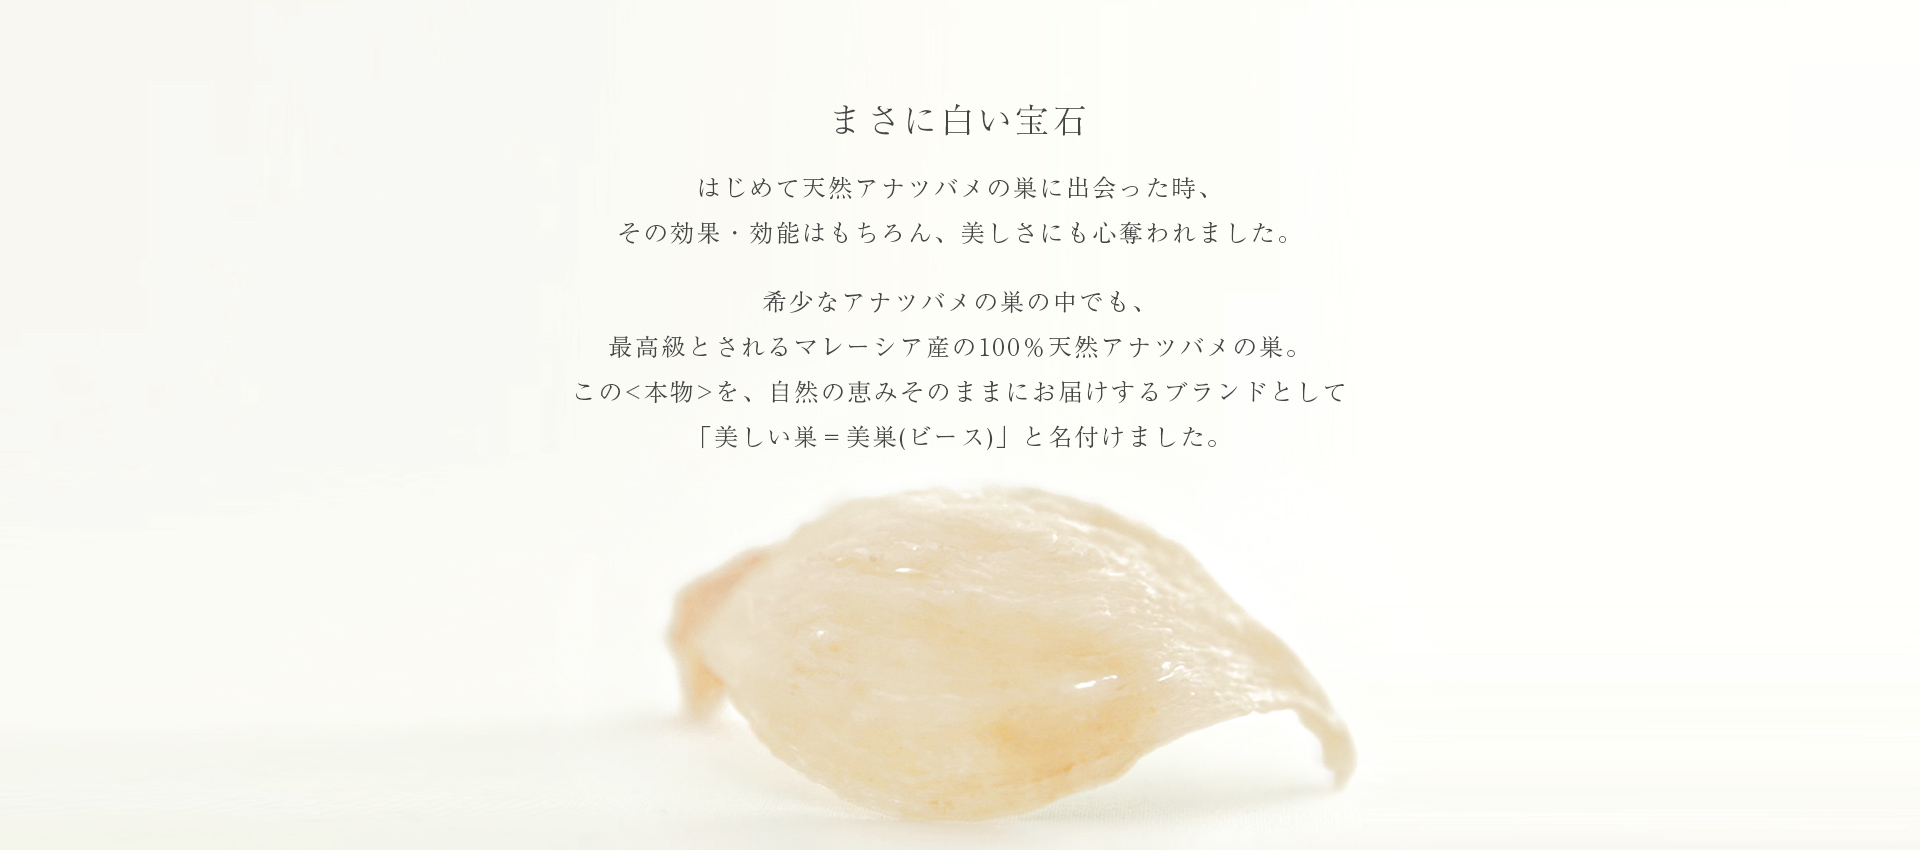 まさに白い宝石
はじめて天然アナツバメの巣に出会った時、
その効果・効能はもちろん、美しさにも心奪われました。
希少なアナツバメの巣の中でも、
最高級とされるマレーシア産の100%天然アナツバメの巣。
この<本物>を、自然の恵みそのままにお届けするブランドとして
「美しい巣＝美巣(ビース)」と名付けました。